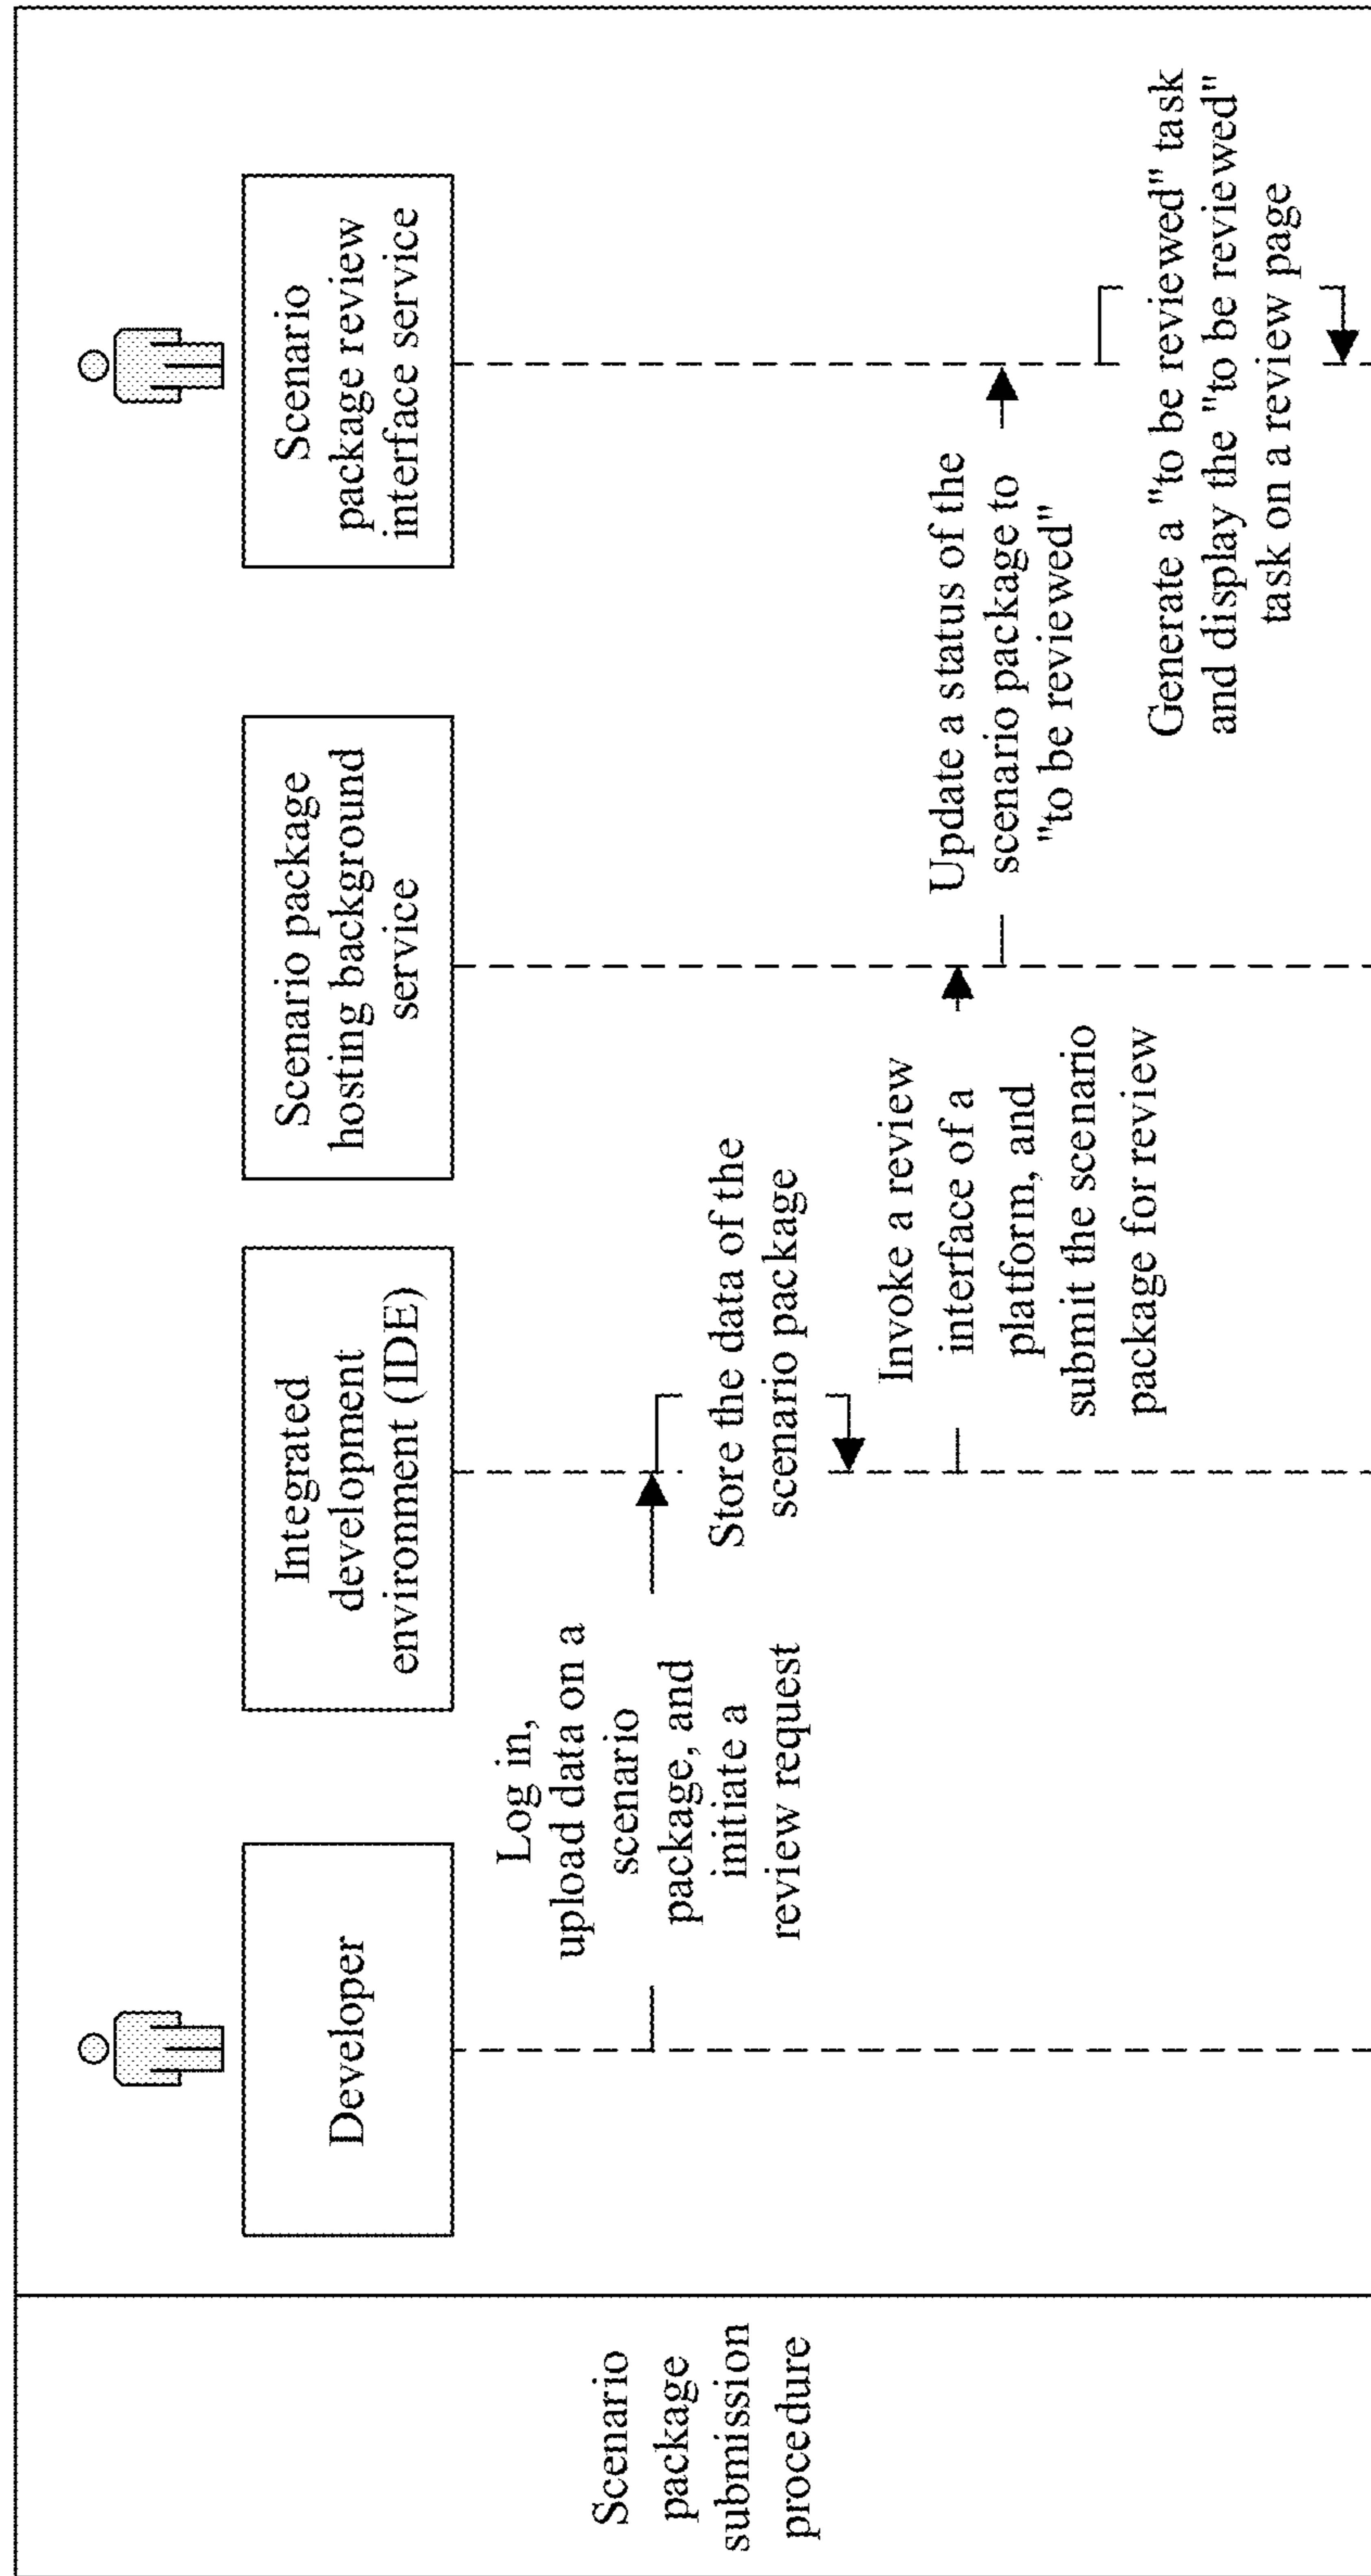 Scenario
package
submission
procedure
Developer
Integrated
development
environment (IDE)
Scenario package
hosting background
service
Scenario
package review
interface service
Log in,
upload data on a
scenario
package, and
initiate a
review request
Store the data of the
scenario package
Invoke a review
interface of a
platform, and
submit the scenario
package for review
Update a status of the
scenario package to
"to be reviewed"
Generate a "to be reviewed" task
and display the "to be reviewed"
task on a review page